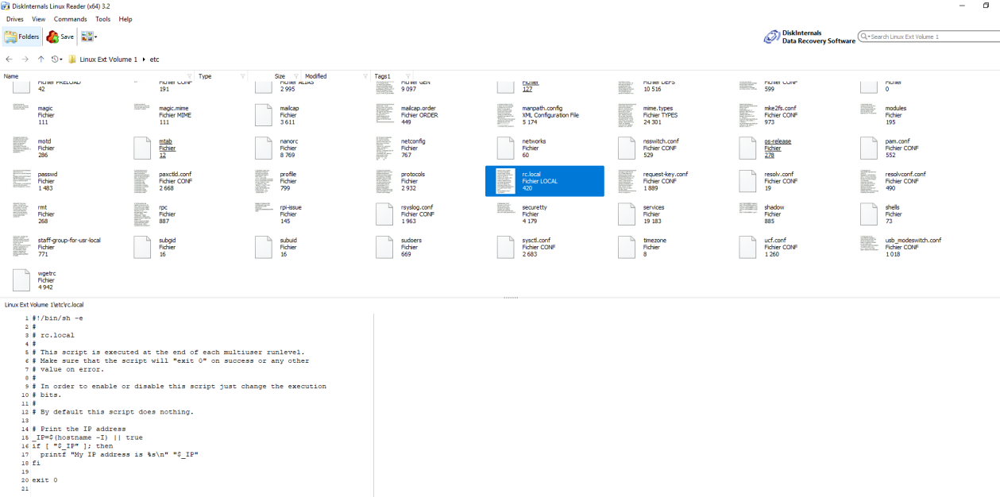 DiskInternals Linux Reader (x64) 3.2
Drives View Commands Tools Help
Folders Save
DiskInternals
Data Recovery Software
Search Linux Ext Volume 1
Linux Ext Volume 1 etc
Name Type Size Modified Tags1
Fichier PRELOAD Fichier CONF Fichier ALIAS Fichier GEN Fichier Fichier DEFS Fichier CONF Fichier
42 191 2 995 9 097 127 10 516 599 0
magic magic.mime mailcap mailcap.order manpath.config mime.types mke2fs.conf modules
Fichier Fichier MIME Fichier Fichier ORDER XML Configuration File Fichier TYPES Fichier CONF Fichier
111 111 3 611 449 5 174 24 301 973 195
motd mtab nanorc netconfig networks nsswitch.conf os-release pam.conf
Fichier Fichier Fichier Fichier Fichier Fichier CONF Fichier Fichier CONF
286 12 8 769 767 60 529 278 552
passwd paxctld.conf profile protocols rc.local request-key.conf resolv.conf resolvconf.conf
Fichier Fichier CONF Fichier Fichier Fichier LOCAL Fichier CONF Fichier CONF Fichier CONF
1 483 2 668 799 2 932 420 1 889 19 490
rmt rpc rpi-issue rsyslog.conf securetty services shadow shells
Fichier Fichier Fichier Fichier CONF Fichier Fichier Fichier Fichier
268 887 145 1 963 4 179 19 183 885 73
staff-group-for-usr-local subgid subuid sudoers sysctl.conf timezone ucf.conf usb_modeswitch.conf
Fichier Fichier Fichier Fichier Fichier CONF Fichier Fichier CONF Fichier CONF
771 16 16 669 2 683 8 1 260 1 018
wgetrc
Fichier
4 942
Linux Ext Volume 1\etc\rc.local
1 #!/bin/sh -e
2 #
3 # rc.local
4 #
5 # This script is executed at the end of each multiuser runlevel.
6 # Make sure that the script will "exit 0" on success or any other
7 # value on error.
8 #
9 # In order to enable or disable this script just change the execution
10 # bits.
11 #
12 # By default this script does nothing.
13
14 # Print the IP address
15 _IP=$(hostname -I) || true
16 if [ "$_IP" ]; then
17 printf "My IP address is %s\n" "$_IP"
18 fi
19
20 exit 0
21